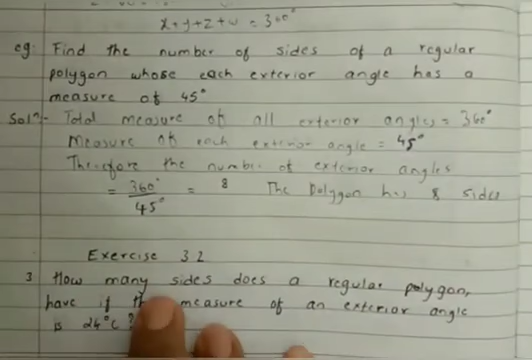 x+y+z+w = 360°
eg: Find the number of sides of a regular
polygon whose each exterior angle has a
measure of 45°
Solⁿ- Total measure of all exterior angles = 360°
Measure of each exterior angle = 45°
Therefore the number of exterior angles
= 360°/45° = 8 The Polygon has 8 sides
Exercise 3.2
3 How many sides does a regular polygon,
have if the measure of an exterior angle
is 24°c?